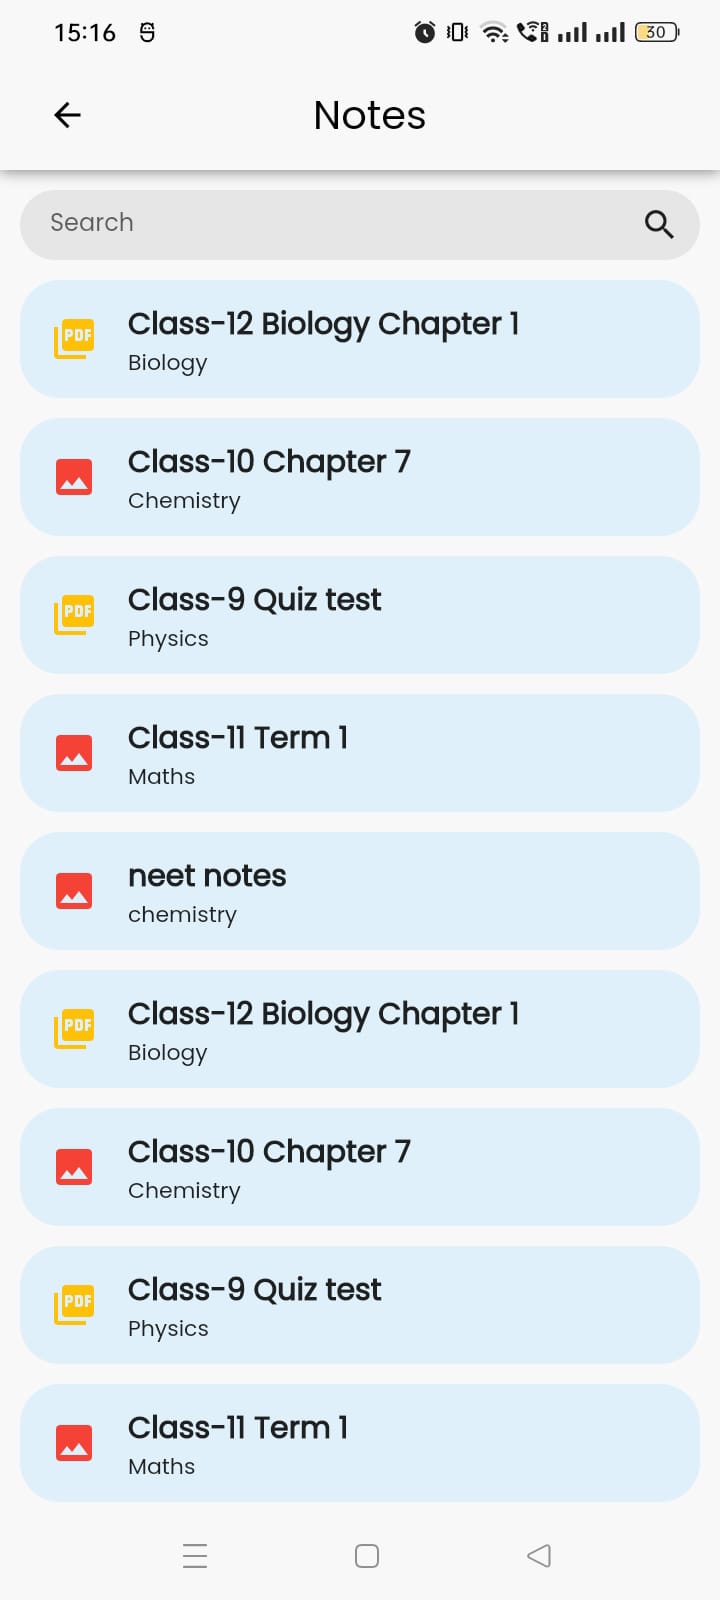 15:16
30
Notes
Search
PDF
Class-12 Biology Chapter 1
Biology
Class-10 Chapter 7
Chemistry
PDF
Class-9 Quiz test
Physics
Class-11 Term 1
Maths
neet notes
chemistry
PDF
Class-12 Biology Chapter 1
Biology
Class-10 Chapter 7
Chemistry
PDF
Class-9 Quiz test
Physics
Class-11 Term 1
Maths